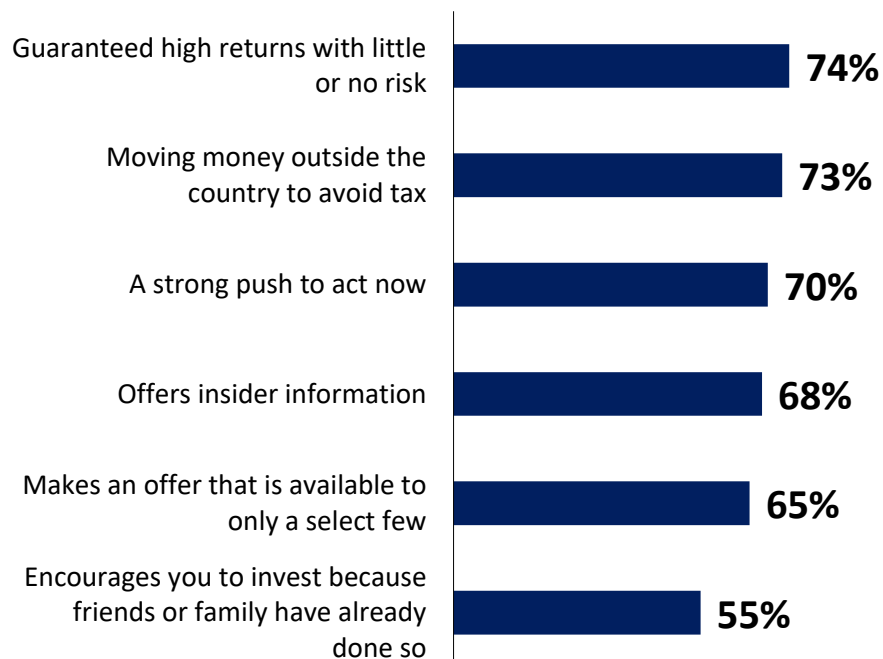 Guaranteed high returns with little
or no risk
74%
Moving money outside the
country to avoid tax
73%
A strong push to act now
70%
Offers insider information
68%
Makes an offer that is available to
only a select few
65%
Encourages you to invest because
friends or family have already
done so
55%